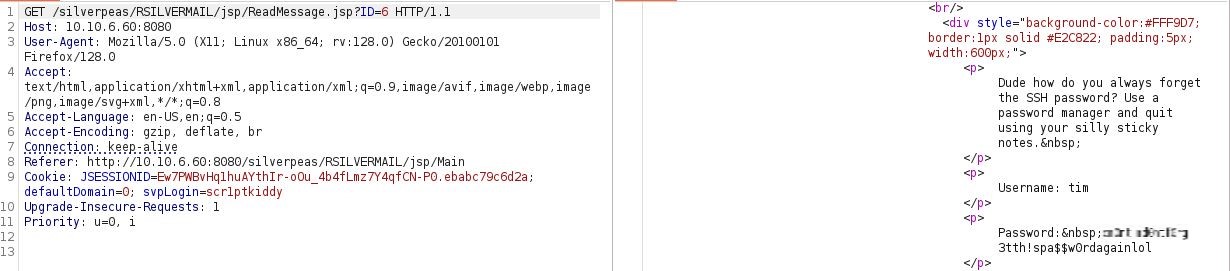 1 GET /silverpeas/RSILVERMAIL/jsp/ReadMessage.jsp?ID=6 HTTP/1.1
2 Host: 10.10.6.60:8080
3 User-Agent: Mozilla/5.0 (X11; Linux x86_64; rv:128.0) Gecko/20100101
Firefox/128.0
4 Accept:
text/html,application/xhtml+xml,application/xml;q=0.9,image/avif,image/webp,image
/png,image/svg+xml,*/*;q=0.8
5 Accept-Language: en-US,en;q=0.5
6 Accept-Encoding: gzip, deflate, br
7 Connection: keep-alive
8 Referer: http://10.10.6.60:8080/silverpeas/RSILVERMAIL/jsp/Main
9 Cookie: JSESSIONID=Ew7PWBvHq1huAYthIr-oOu_4b4fLmz7Y4qfCN-P0.ebabc79c6d2a;
defaultDomain=0; svpLogin=scr1ptkiddy
10 Upgrade-Insecure-Requests: 1
11 Priority: u=0, i
12
13
<br/>
<div style="background-color:#FFF9D7;
border:1px solid #E2C822; padding:5px;
width:600px;">
<p>
Dude how do you always forget
the SSH password? Use a
password manager and quit
using your silly sticky
notes.&nbsp;
</p>
<p>
Username: tim
</p>
<p>
Password:&nbsp;
3tth!spa$$w0rdagainlol
</p>